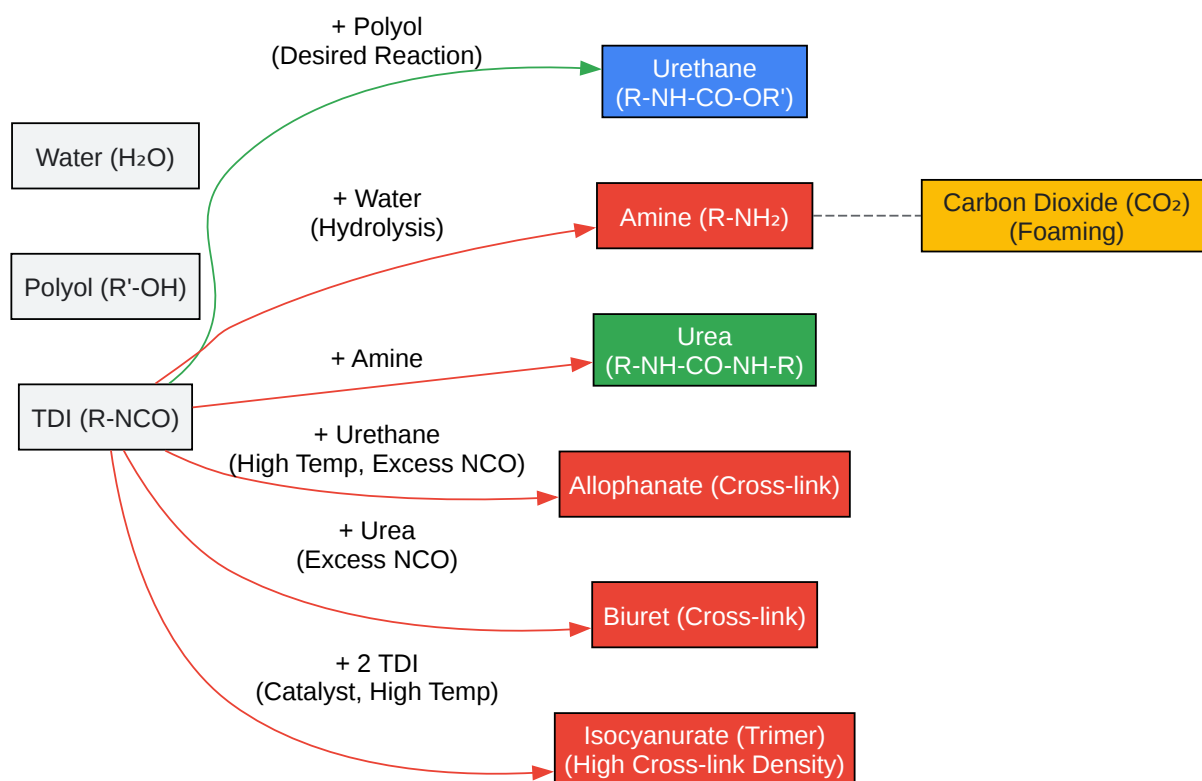 + Polyol
(Desired Reaction)
Urethane
(R-NH-CO-OR')
Water (H₂O)
+ Water
(Hydrolysis)
Amine (R-NH₂)
Carbon Dioxide (CO₂)
(Foaming)
Polyol (R'-OH)
+ Amine
Urea
(R-NH-CO-NH-R)
TDI (R-NCO)
+ Urethane
(High Temp, Excess NCO)
Allophanate (Cross-link)
+ Urea
(Excess NCO)
Biuret (Cross-link)
+ 2 TDI
(Catalyst, High Temp)
Isocyanurate (Trimer)
(High Cross-link Density)